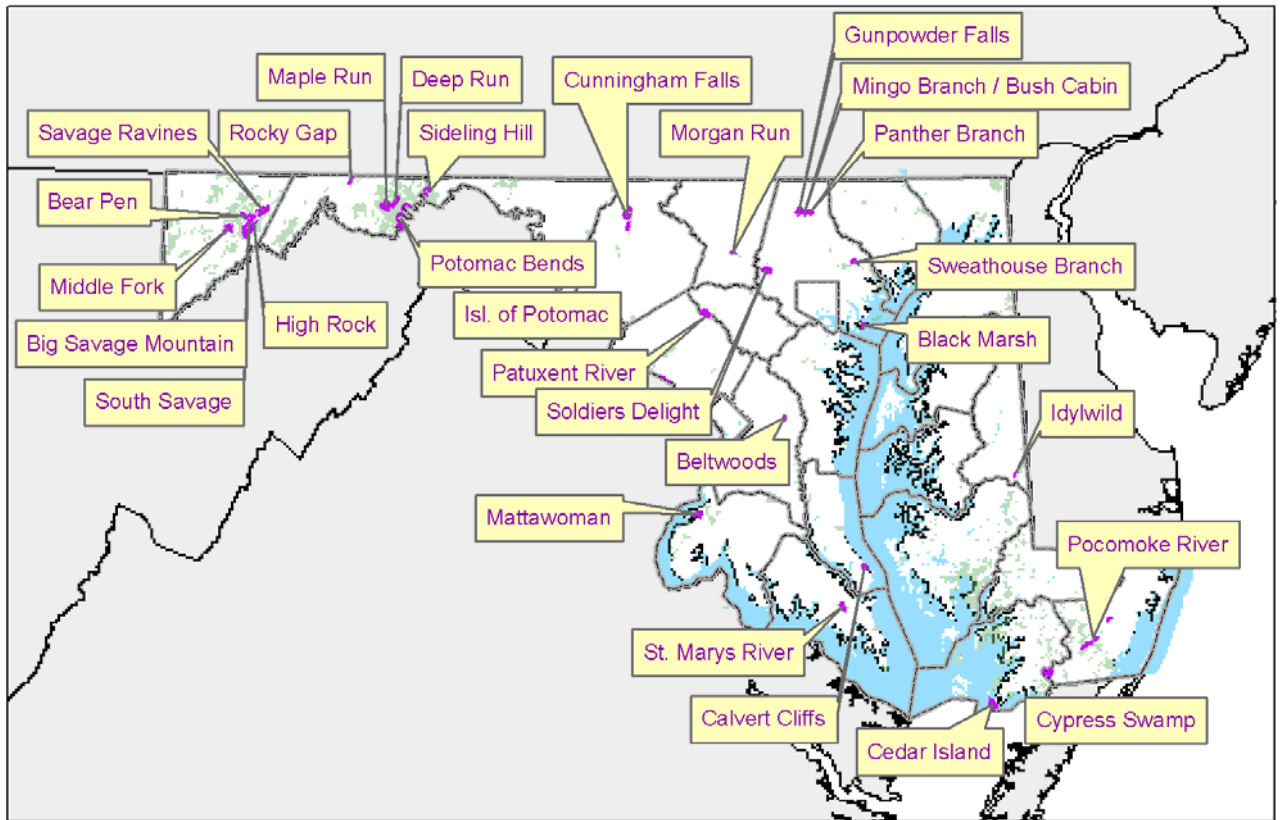 Gunpowder Falls
Maple Run
Deep Run
Cunningham Falls
Mingo Branch / Bush Cabin
Savage Ravines
Rocky Gap
Sideling Hill
Morgan Run
Panther Branch
Bear Pen
Potomac Bends
Sweathouse Branch
Middle Fork
Isl. of Potomac
High Rock
Black Marsh
Big Savage Mountain
Patuxent River
South Savage
Soldiers Delight
Idylwild
Beltwoods
Mattawoman
Pocomoke River
St. Marys River
Calvert Cliffs
Cypress Swamp
Cedar Island